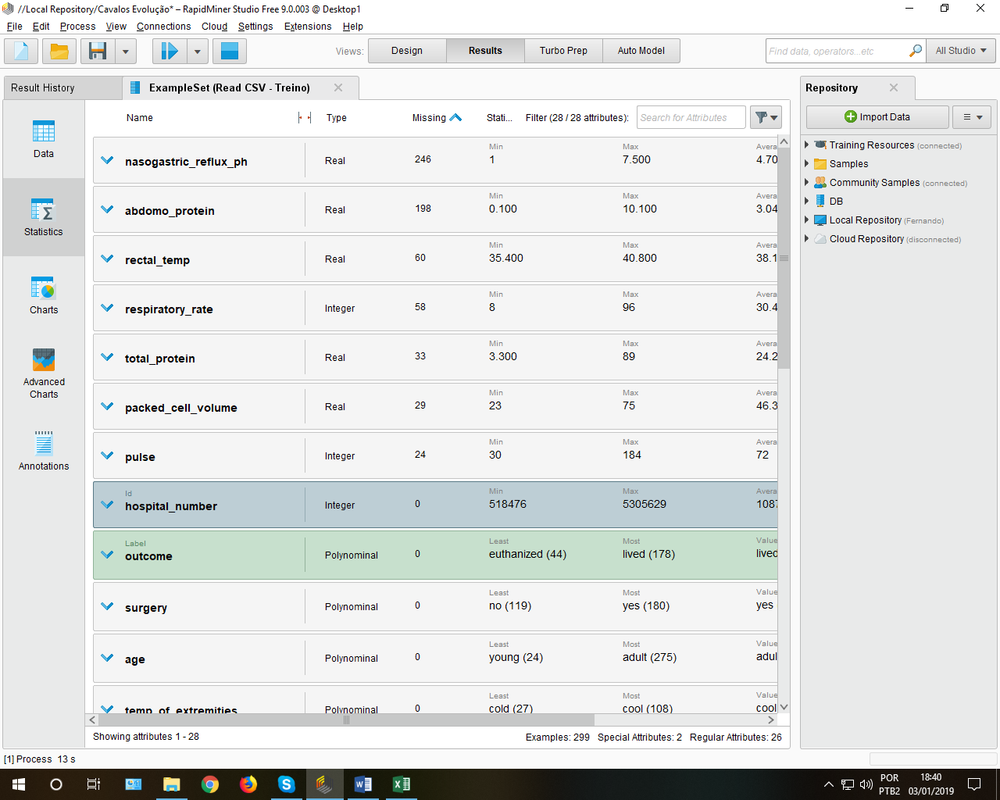 //Local Repository/Cavalos Evolução* – RapidMiner Studio Free 9.0.003 @ Desktop1
File Edit Process View Connections Cloud Settings Extensions Help
Views: Design Results Turbo Prep Auto Model Find data, operators...etc All Studio
Result History ExampleSet (Read CSV - Treino) Repository
Name Type Missing Stati... Filter (28 / 28 attributes): Search for Attributes
Import Data
Data
Statistics
Charts
Advanced
Charts
Annotations
Min Max Avera
nasogastric_reflux_ph Real 246 1 7.500 4.70
Min Max Avera
abdomo_protein Real 198 0.100 10.100 3.04
Min Max Avera
rectal_temp Real 60 35.400 40.800 38.1
Min Max Avera
respiratory_rate Integer 58 8 96 30.4
Min Max Avera
total_protein Real 33 3.300 89 24.2
Min Max Avera
packed_cell_volume Real 29 23 75 46.3
Min Max Avera
pulse Integer 24 30 184 72
Id Min Max Avera
hospital_number Integer 0 518476 5305629 1087
Label Least Most Value
outcome Polynominal 0 euthanized (44) lived (178) lived
Least Most Value
surgery Polynominal 0 no (119) yes (180) yes
Least Most Value
age Polynominal 0 young (24) adult (275) adul
Least Most Value
temp_of_extremities Polynominal 0 cold (27) cool (108) cool
Showing attributes 1 - 28 Examples: 299 Special Attributes: 2 Regular Attributes: 26
Training Resources (connected)
Samples
Community Samples (connected)
DB
Local Repository (Fernando)
Cloud Repository (disconnected)
[1] Process 13 s
POR 18:40
PTB2 03/01/2019